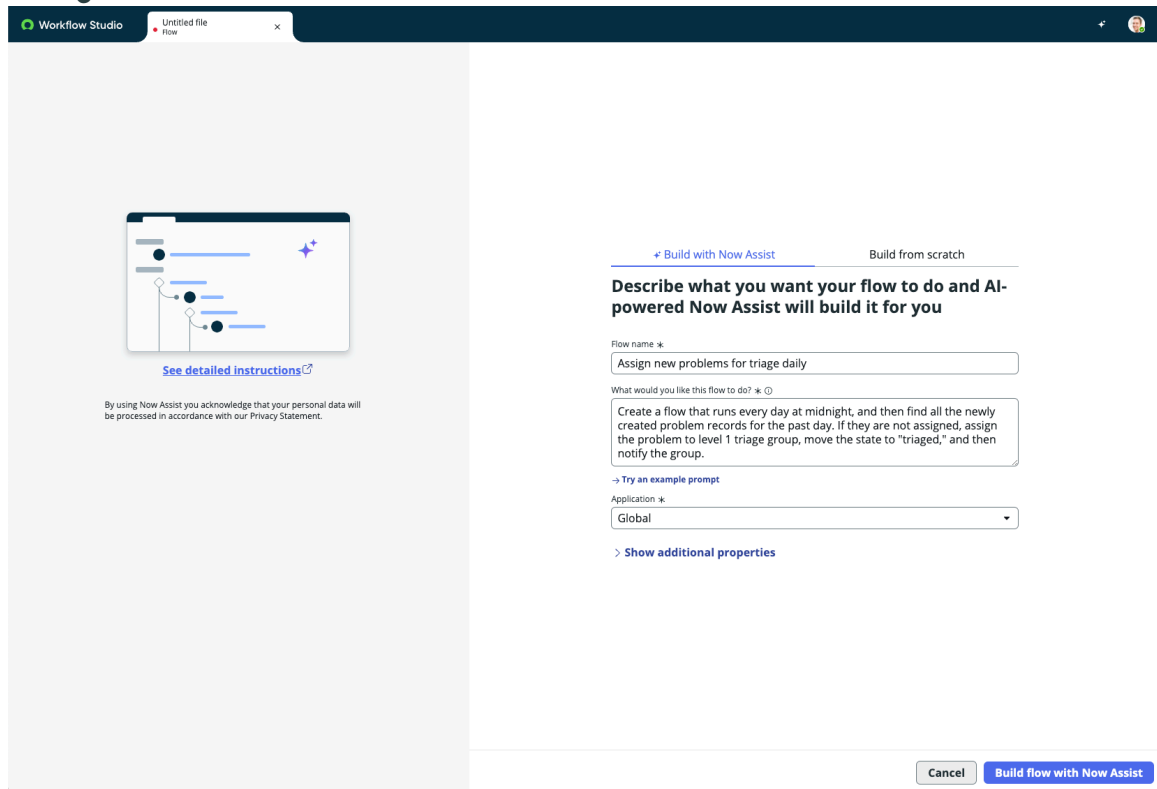 Workflow Studio
Untitled file
Flow
See detailed instructions
By using Now Assist you acknowledge that your personal data will
be processed in accordance with our Privacy Statement.
Build with Now Assist
Build from scratch
Describe what you want your flow to do and AI-
powered Now Assist will build it for you
Flow name *
Assign new problems for triage daily
What would you like this flow to do? *
Create a flow that runs every day at midnight, and then find all the newly
created problem records for the past day. If they are not assigned, assign
the problem to level 1 triage group, move the state to "triaged," and then
notify the group.
→ Try an example prompt
Application *
Global
> Show additional properties
Cancel
Build flow with Now Assist